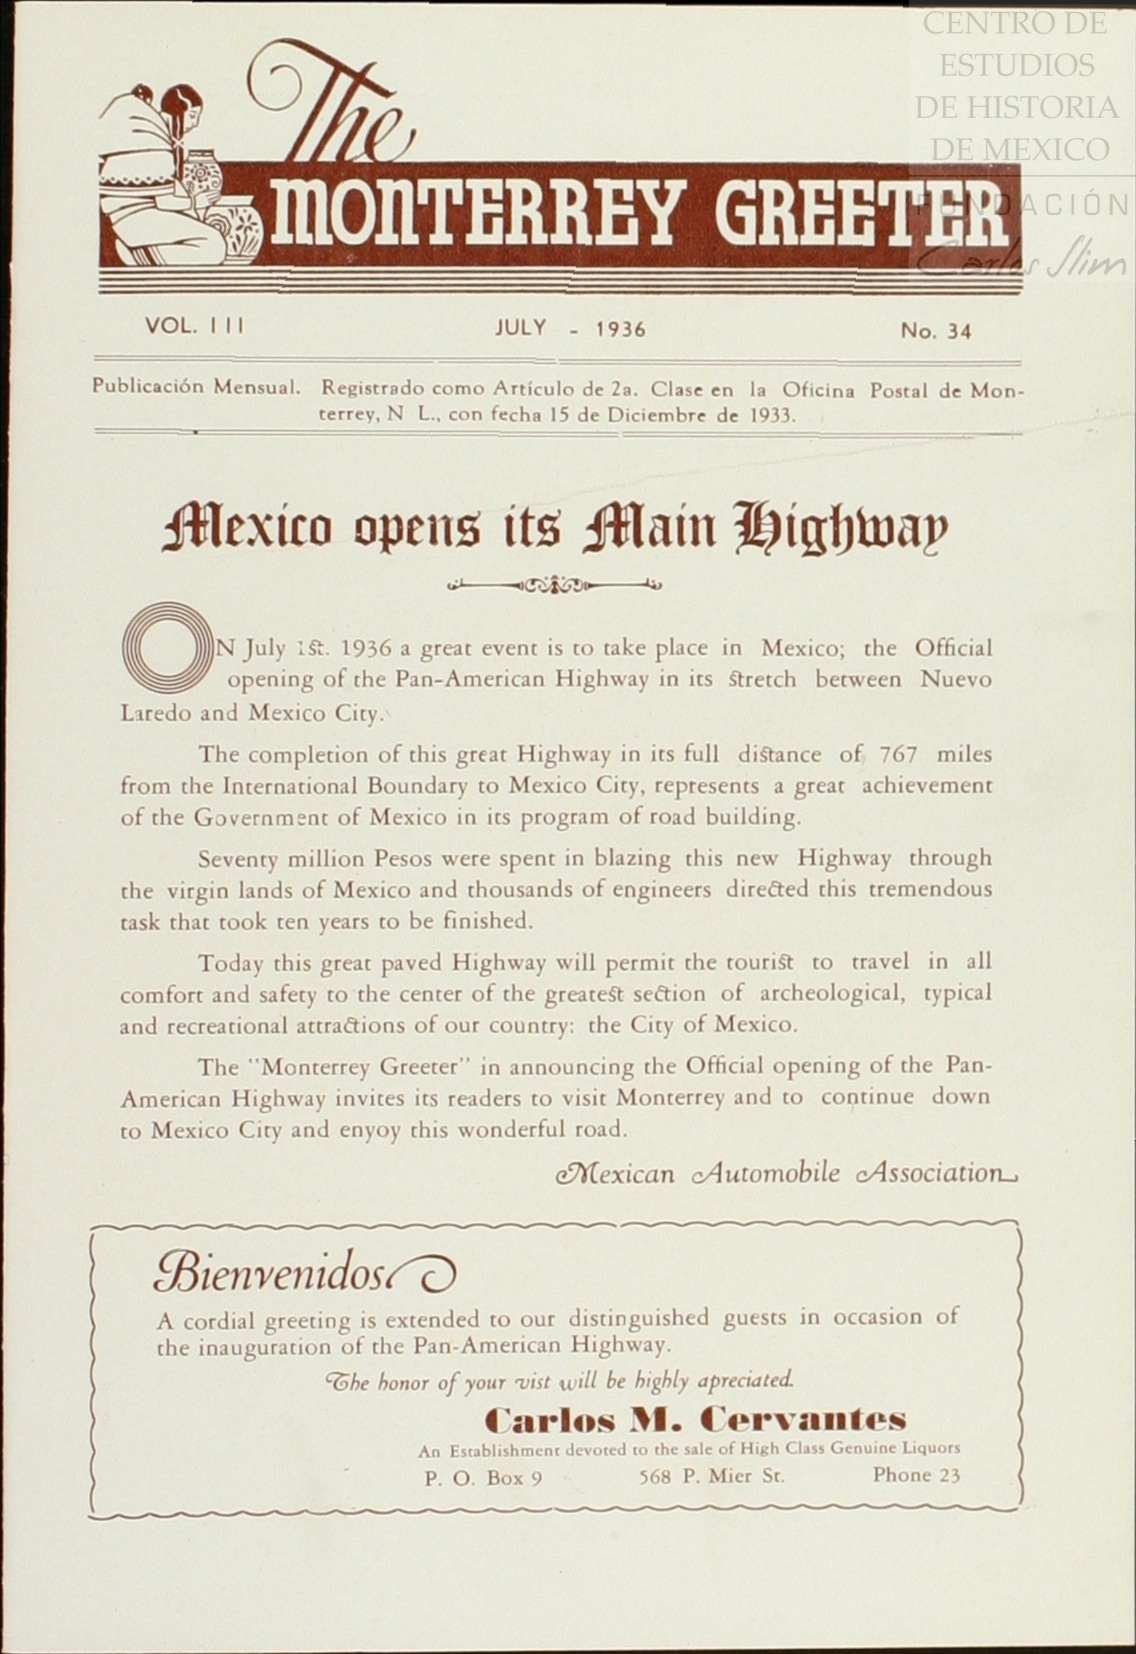 CENTRO DE
ESTUDIOS
DE HISTORIA
DE MEXICO
FUNDACIÓN
Carlos Slim
The
MONTERREY GREETER
VOL. III JULY - 1936 No. 34
Publicación Mensual. Registrado como Artículo de 2a. Clase en la Oficina Postal de Mon-
terrey, N L., con fecha 15 de Diciembre de 1933.
Mexico opens its Main Highway
ON July 1st. 1936 a great event is to take place in Mexico; the Official
opening of the Pan-American Highway in its stretch between Nuevo
Laredo and Mexico City.
The completion of this great Highway in its full distance of 767 miles
from the International Boundary to Mexico City, represents a great achievement
of the Government of Mexico in its program of road building.
Seventy million Pesos were spent in blazing this new Highway through
the virgin lands of Mexico and thousands of engineers directed this tremendous
task that took ten years to be finished.
Today this great paved Highway will permit the tourist to travel in all
comfort and safety to the center of the greatest section of archeological, typical
and recreational attractions of our country: the City of Mexico.
The "Monterrey Greeter" in announcing the Official opening of the Pan-
American Highway invites its readers to visit Monterrey and to continue down
to Mexico City and enyoy this wonderful road.
Mexican Automobile Association
Bienvenidos
A cordial greeting is extended to our distinguished guests in occasion of
the inauguration of the Pan-American Highway.
The honor of your vist will be highly apreciated.
Carlos M. Cervantes
An Establishment devoted to the sale of High Class Genuine Liquors
P. O. Box 9 568 P. Mier St. Phone 23